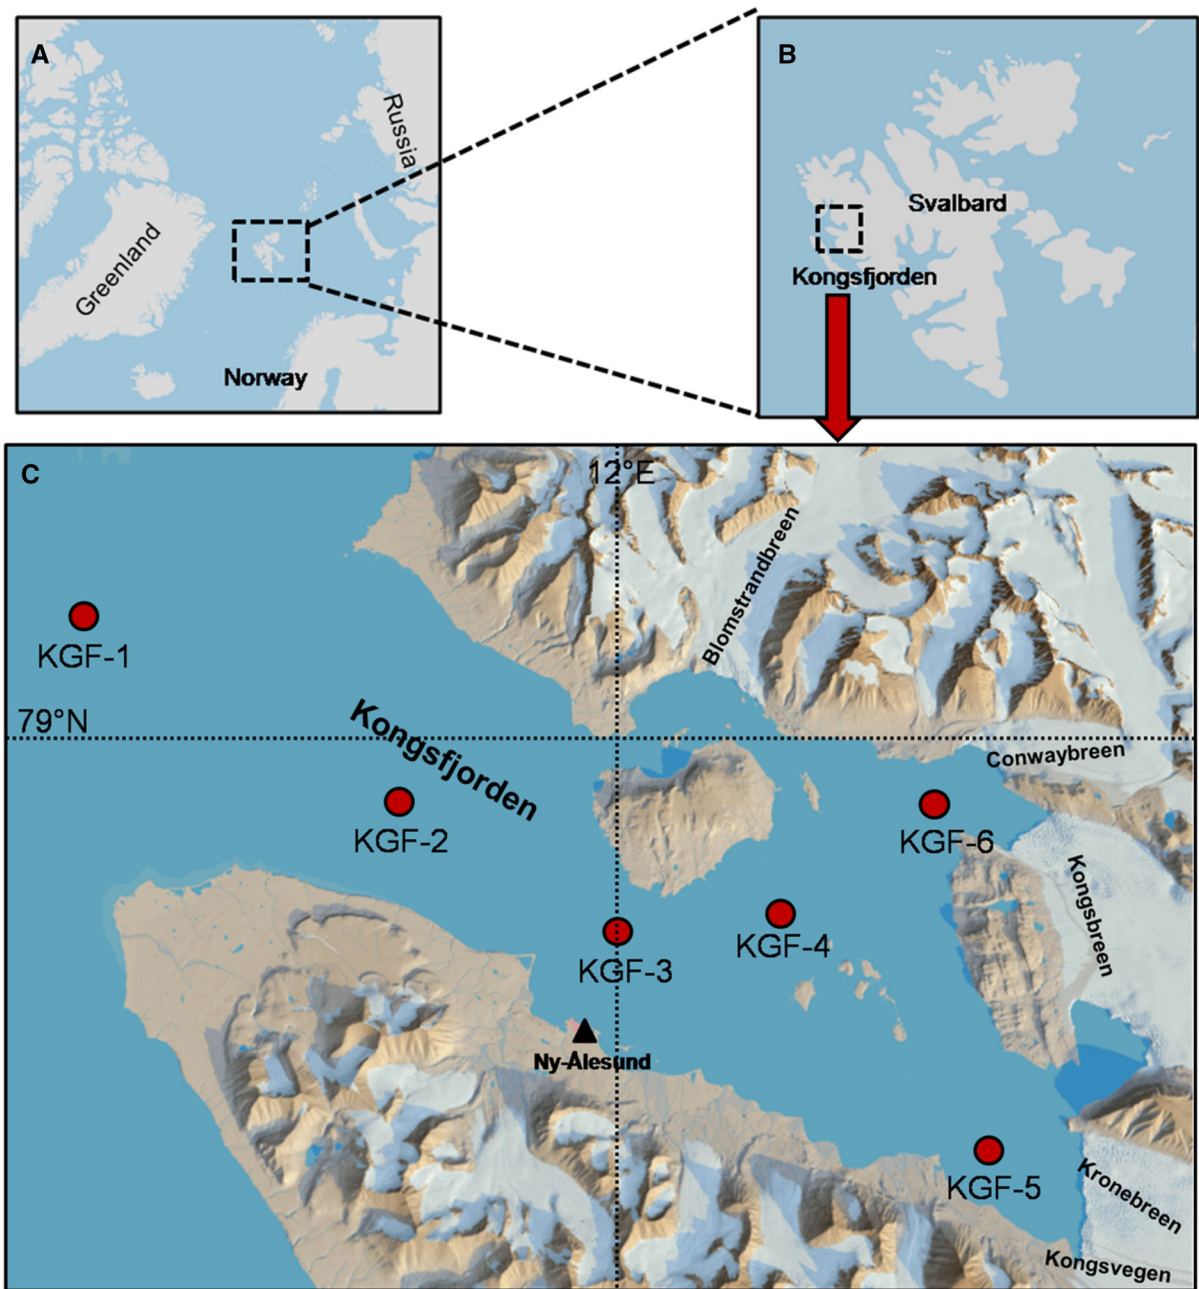 A
Russia
Greenland
Norway
B
Svalbard
Kongsfjorden
C
12°E
Blomstrandbreen
KGF-1
79°N
Kongsfjorden
Conwaybreen
KGF-2
KGF-6
Kongsbreen
KGF-4
KGF-3
Ny-Ålesund
KGF-5
Kronebreen
Kongsvegen